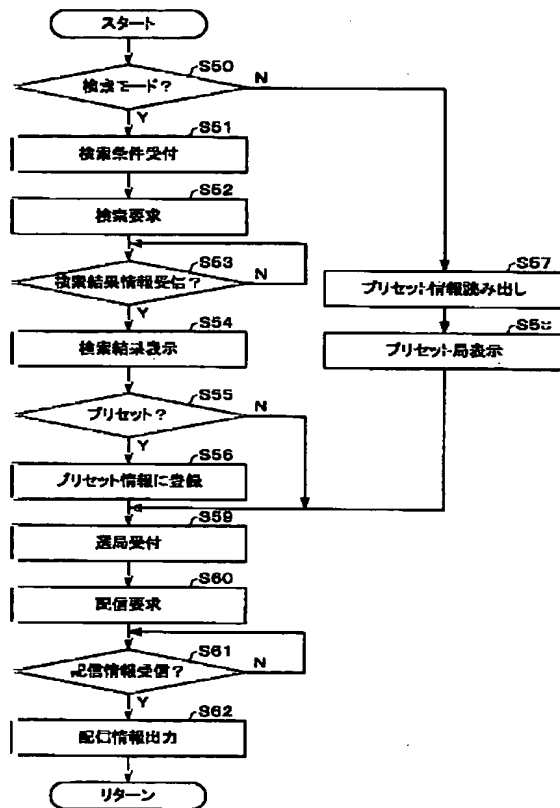 スタート
S50
検索モード？
N
Y
S51
検索条件受付
S52
検索要求
S53
検索結果情報受信？
N
Y
S54
検索結果表示
S55
プリセット？
N
Y
S56
プリセット情報に登録
S57
プリセット情報読み出し
S58
プリセット局表示
S59
選局受付
S60
配信要求
S61
配信情報受信？
N
Y
S62
配信情報出力
リターン